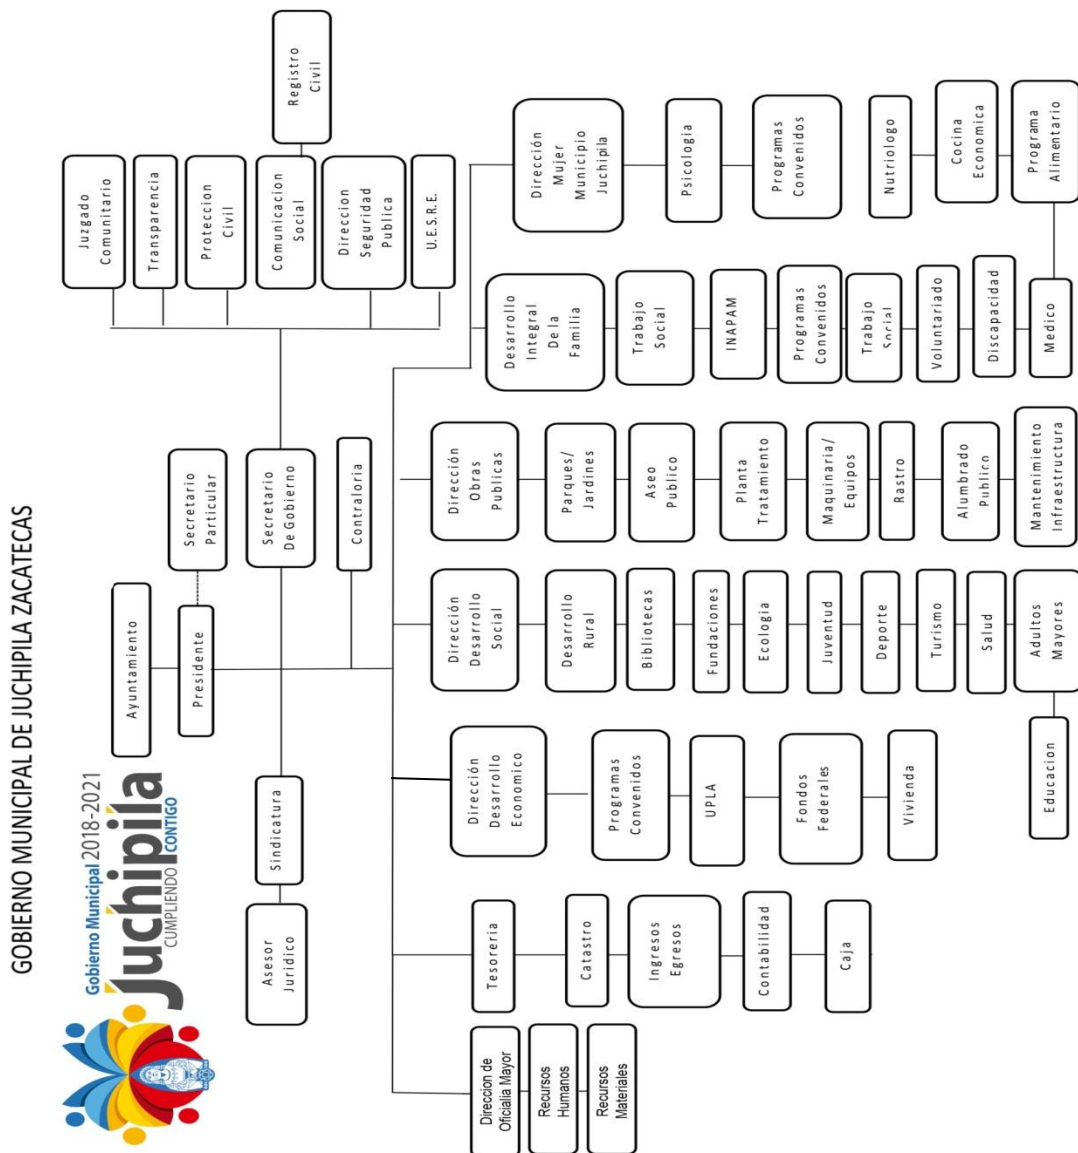 GOBIERNO MUNICIPAL DE JUCHIPILA ZACATECAS
Gobierno Municipal 2018-2021
Juchipila
CUMPLIENDO CONTIGO
Ayuntamiento
Presidente
Secretario
Particular
Asesor
Juridico
Sindicatura
Secretario
De Gobierno
Contraloria
Juzgado
Comunitario
Transparencia
Proteccion
Civil
Comunicacion
Social
Registro
Civil
Direccion
Seguridad
Publica
U.E.S.R.E.
Direccion de
Oficialia Mayor
Recursos
Humanos
Recursos
Materiales
Tesoreria
Catastro
Ingresos
Egresos
Contabilidad
Caja
Dirección
Desarrollo
Economico
Programas
Convenidos
UPLA
Fondos
Federales
Vivienda
Dirección
Desarrollo
Social
Desarrollo
Rural
Bibliotecas
Fundaciones
Ecologia
Juventud
Deporte
Turismo
Salud
Adultos
Mayores
Educacion
Dirección
Obras
Publicas
Parques/
Jardines
Aseo
Publico
Planta
Tratamiento
Maquinaria/
Equipos
Rastro
Alumbrado
Publico
Mantenimiento
Infraestructura
Desarrollo
Integral
De la
Familia
Trabajo
Social
INAPAM
Programas
Convenidos
Trabajo
Social
Voluntariado
Discapacidad
Medico
Dirección
Mujer
Municipio
Juchipila
Psicologia
Programas
Convenidos
Nutriologo
Cocina
Economica
Programa
Alimentario